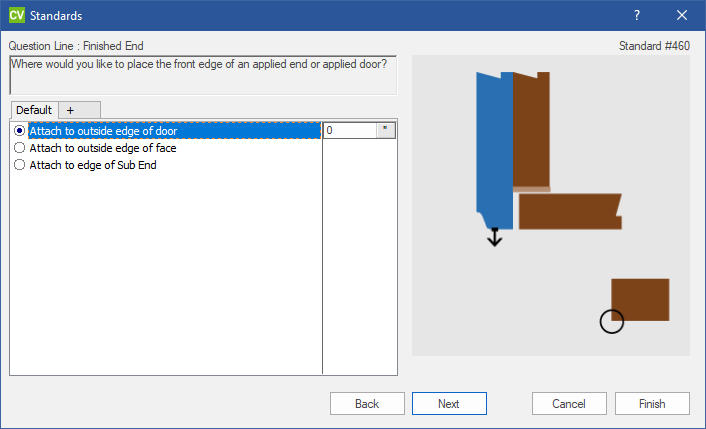 CV Standards
Question Line : Finished End
Standard #460
Where would you like to place the front edge of an applied end or applied door?
Default +
Attach to outside edge of door 0 "
Attach to outside edge of face
Attach to edge of Sub End
Back Next Cancel Finish